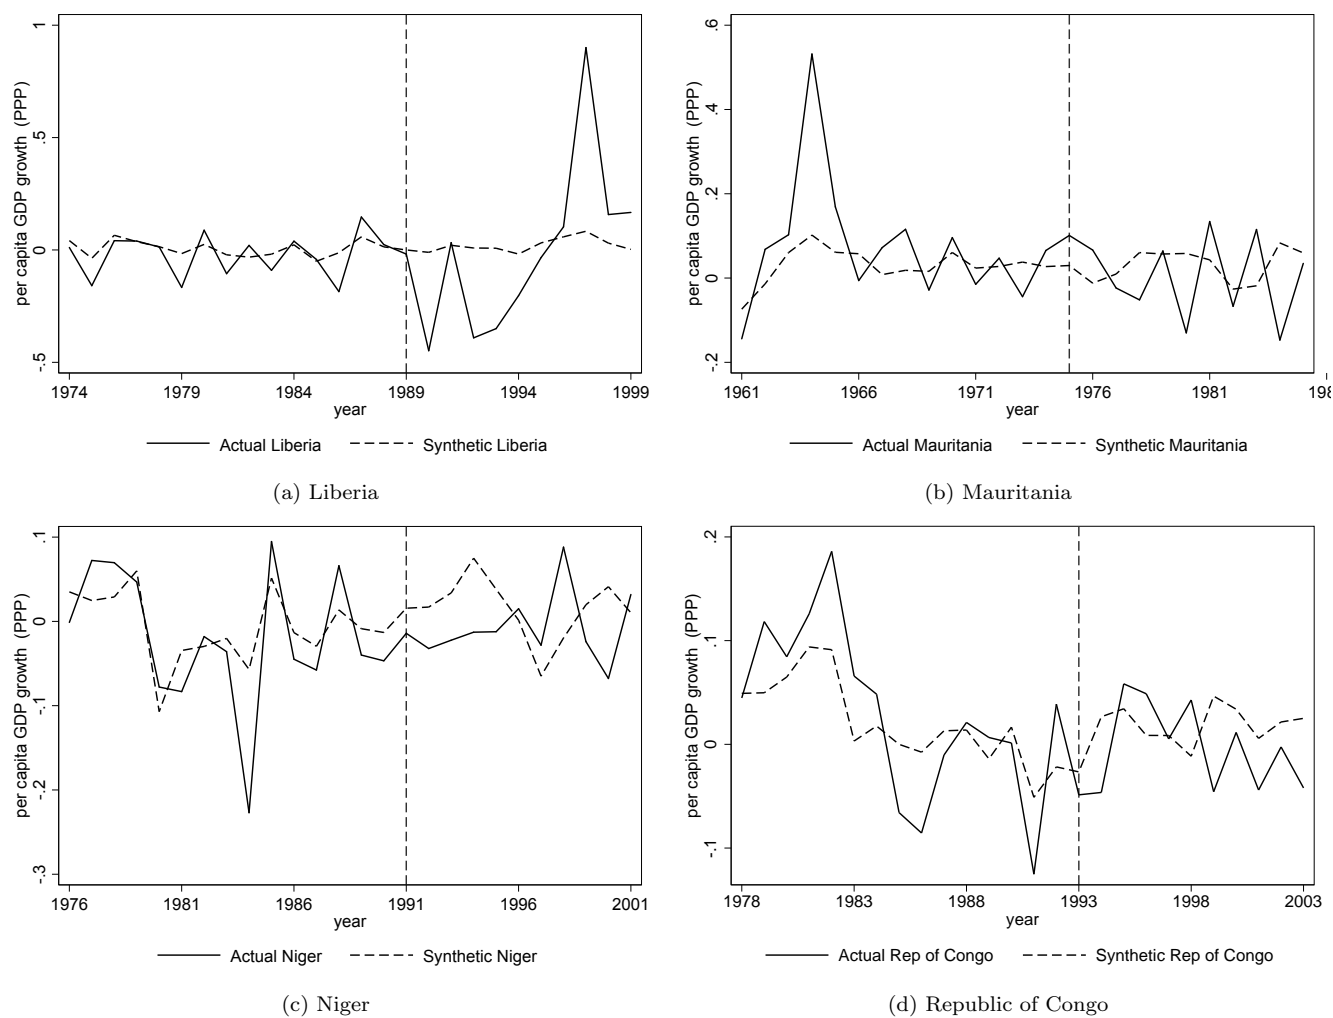 per capita GDP growth (PPP)
1
.5
0
-.5
1974 1979 1984 1989 1994 1999
year
Actual Liberia Synthetic Liberia
(a) Liberia
per capita GDP growth (PPP)
.6
.4
.2
0
-.2
1961 1966 1971 1976 1981 198
year
Actual Mauritania Synthetic Mauritania
(b) Mauritania
per capita GDP growth (PPP)
.1
0
-.1
-.2
-.3
1976 1981 1986 1991 1996 2001
year
Actual Niger Synthetic Niger
(c) Niger
per capita GDP growth (PPP)
.2
.1
0
-.1
1978 1983 1988 1993 1998 2003
year
Actual Rep of Congo Synthetic Rep of Congo
(d) Republic of Congo